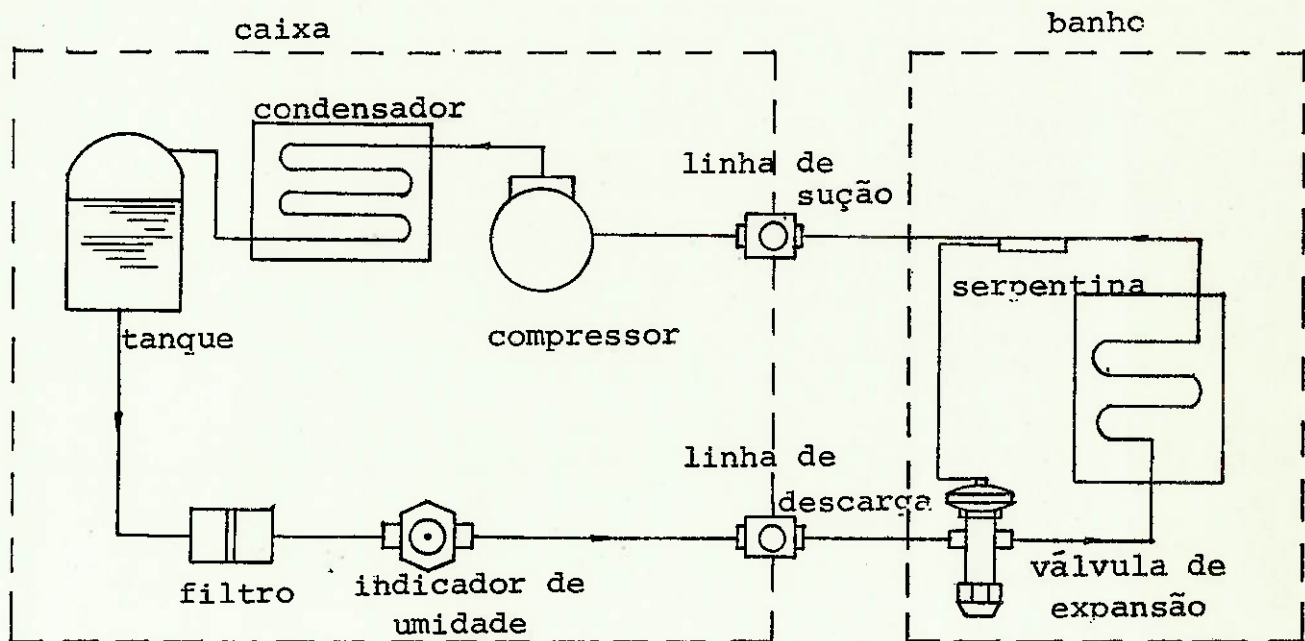 caixa
banho
condensador
linha de
sução
serpentina
tanque
compressor
linha de
descarga
filtro
indicador de
umidade
válvula de
expansão